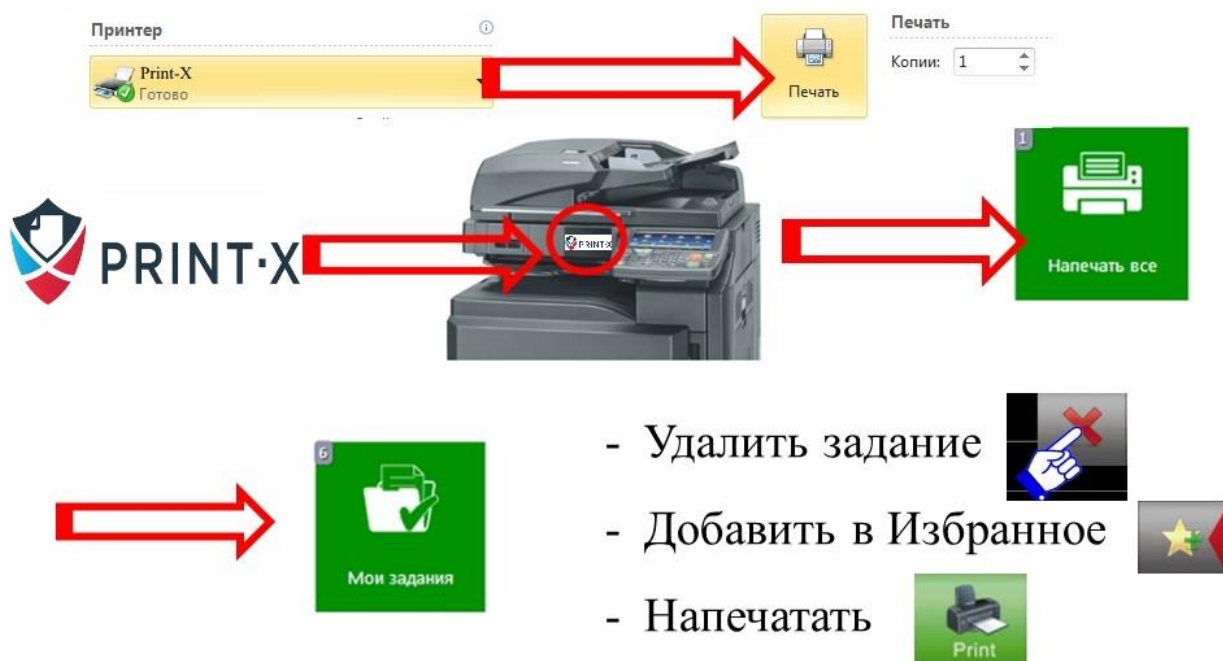 Принтер
Print-X
Готово
Печать
Печать
Копии: 1
PRINT·X
PRINT·X
1
Напечать все
6
Мои задания
- Удалить задание
- Добавить в Избранное
- Напечатать
Print